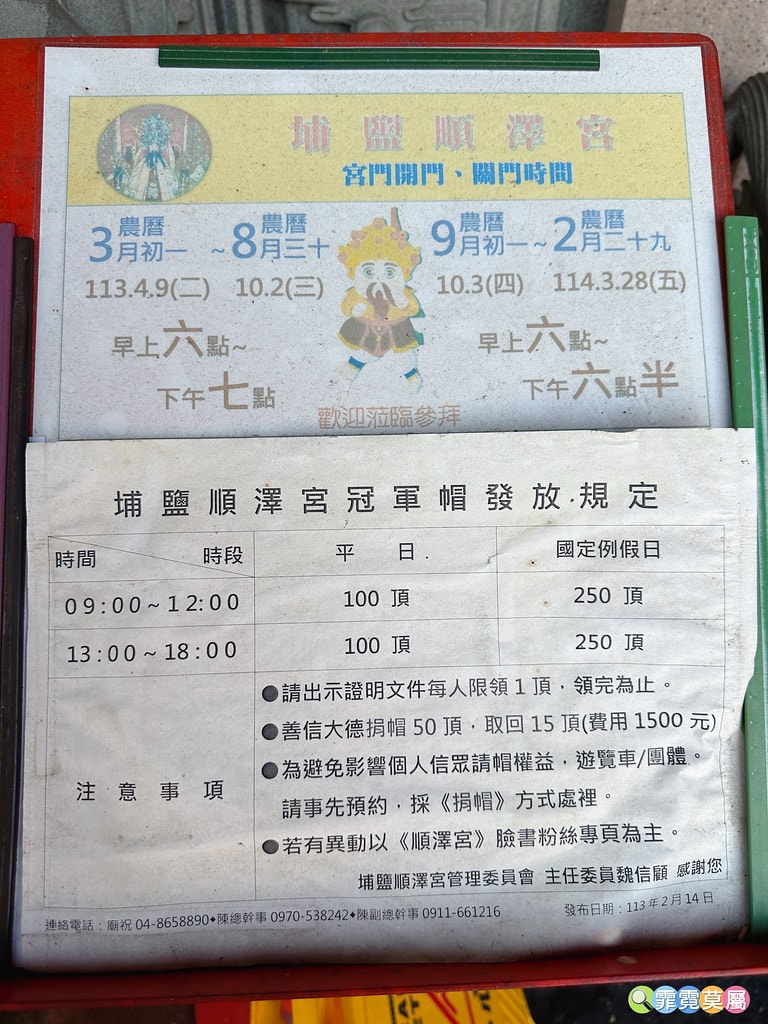 埔鹽順澤宮
宮門開門、關門時間
農曆3月初一 ~ 農曆8月三十
農曆9月初一 ~ 農曆2月二十九
113.4.9(二) 10.2(三)
10.3(四) 114.3.28(五)
早上六點~
下午七點
早上六點~
下午六點半
歡迎蒞臨參拜
埔鹽順澤宮冠軍帽發放規定
時間 時段 平日 國定例假日
09:00~12:00 100 頂 250 頂
13:00~18:00 100 頂 250 頂
注意事項
●請出示證明文件每人限領1頂，領完為止。
●善信大德捐帽50頂，取回15頂(費用1500元)
●為避免影響個人信眾請帽權益，遊覽車/團體。
請事先預約，採《捐帽》方式處裡。
●若有異動以《順澤宮》臉書粉絲專頁為主。
埔鹽順澤宮管理委員會 主任委員魏信顧 感謝您
連絡電話：廟祝 04-8658890◆陳總幹事 0970-538242◆陳副總幹事 0911-661216
發布日期：113年2月14日
霏霓莫屬